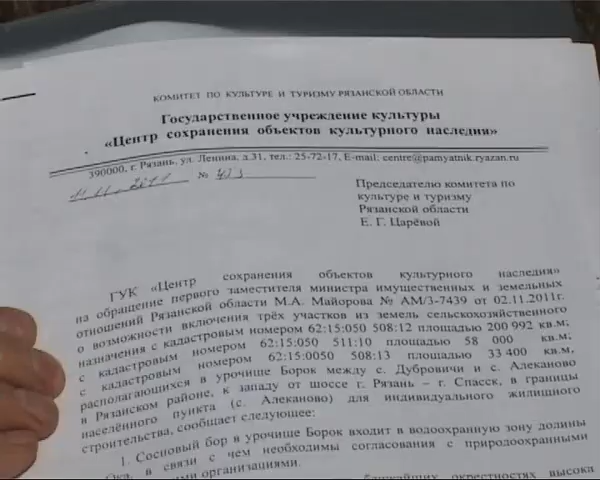 КОМИТЕТ ПО КУЛЬТУРЕ И ТУРИЗМУ РЯЗАНСКОЙ ОБЛАСТИ
Государственное учреждение культуры
«Центр сохранения объектов культурного наследия»
390000, г. Рязань, ул. Ленина, д.31, тел.: 25-72-17, E-mail: centre@pamyatnik.ryazan.ru
№
Председателю комитета по
культуре и туризму
Рязанской области
Е. Г. Царёвой
ГУК «Центр сохранения объектов культурного наследия»
на обращение первого заместителя министра имущественных и земельных
отношений Рязанской области М.А. Майорова № АМ/3-7439 от 02.11.2011г.
о возможности включения трёх участков из земель сельскохозяйственного
назначения с кадастровым номером 62:15:050 508:12 площадью 200 992 кв.м;
с кадастровым номером 62:15:050 511:10 площадью 58 000 кв.м;
с кадастровым номером 62:15:0050 508:13 площадью 33 400 кв.м,
располагающихся в урочище Борок между с. Дубровичи и с. Алеканово
в Рязанском районе, к западу от шоссе г. Рязань – г. Спасск, в границы
населённого пункта (с. Алеканово) для индивидуального жилищного
строительства, сообщает следующее:
1. Сосновый бор в урочище Борок входит в водоохранную зону долины
Ока, в связи с чем необходимы согласования с природоохранными
организациями.
ближайших окрестностях высока